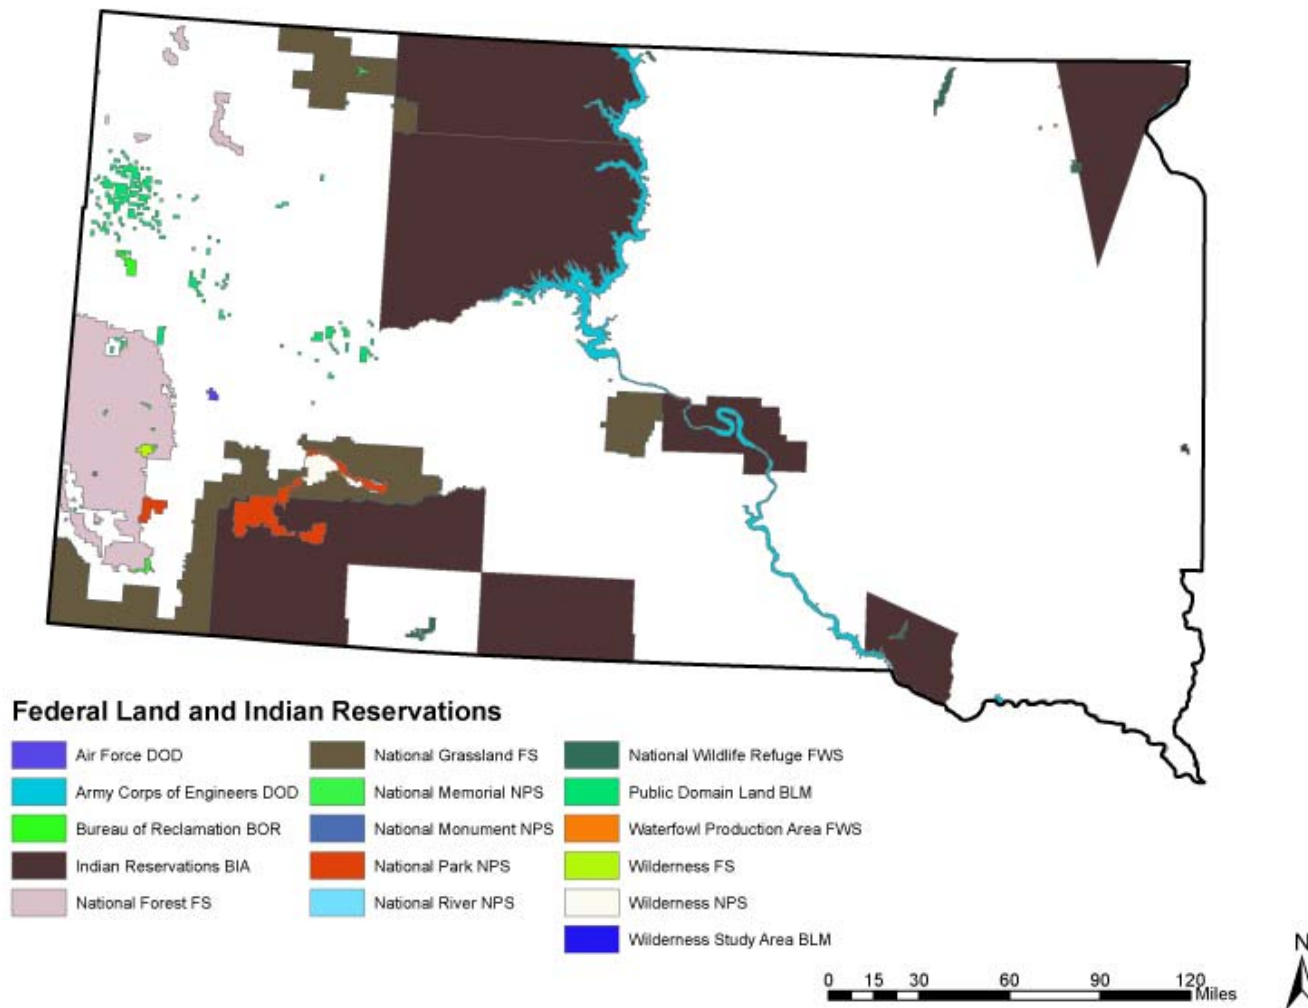 Federal Land and Indian Reservations
Air Force DOD
Army Corps of Engineers DOD
Bureau of Reclamation BOR
Indian Reservations BIA
National Forest FS
National Grassland FS
National Memorial NPS
National Monument NPS
National Park NPS
National River NPS
National Wildlife Refuge FWS
Public Domain Land BLM
Waterfowl Production Area FWS
Wilderness FS
Wilderness NPS
Wilderness Study Area BLM
0 15 30 60 90 120
Miles
N